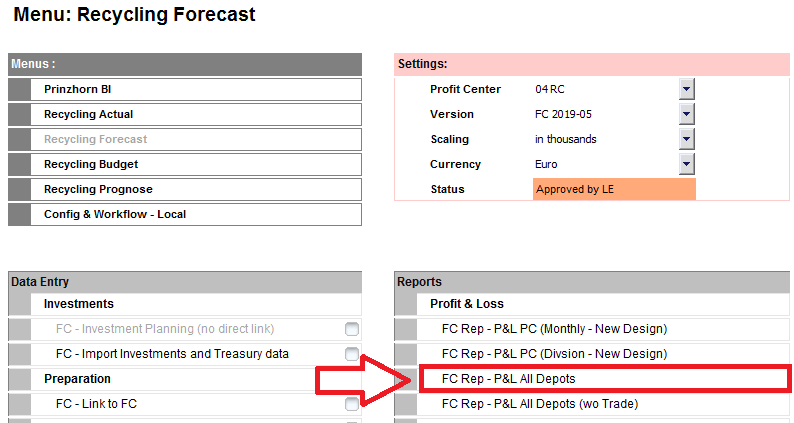 Menu: Recycling Forecast
Menus :
Prinzhorn BI
Recycling Actual
Recycling Forecast
Recycling Budget
Recycling Prognose
Config & Workflow - Local
Settings:
Profit Center 04 RC
Version FC 2019-05
Scaling in thousands
Currency Euro
Status Approved by LE
Data Entry
Investments
FC - Investment Planning (no direct link)
FC - Import Investments and Treasury data
Preparation
FC - Link to FC
Reports
Profit & Loss
FC Rep - P&L PC (Monthly - New Design)
FC Rep - P&L PC (Divsion - New Design)
FC Rep - P&L All Depots
FC Rep - P&L All Depots (wo Trade)